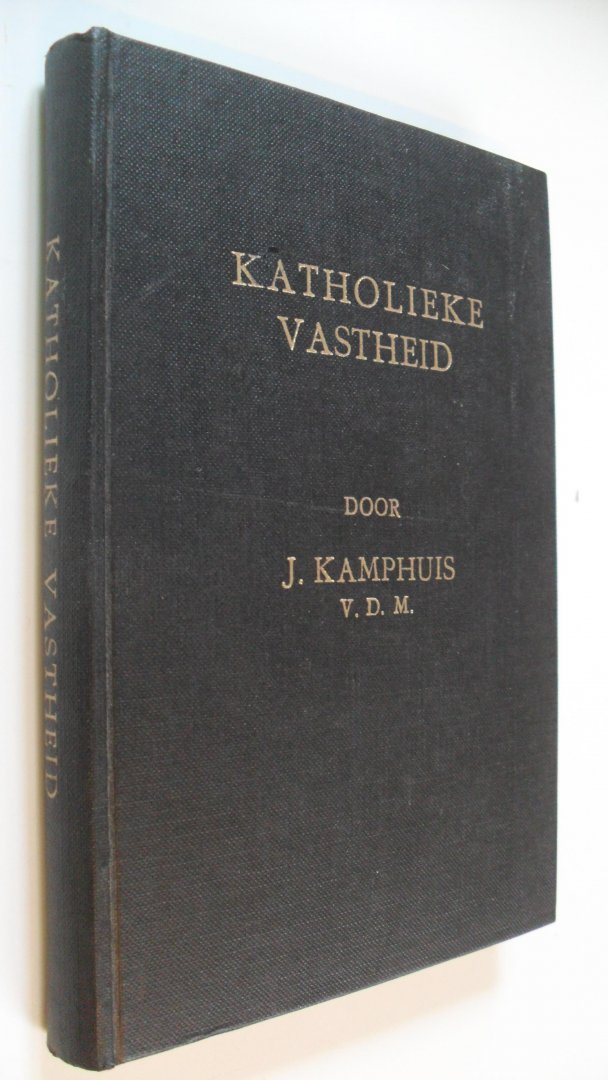 KATHOLIEKE VASTHEID
KATHOLIEKE
VASTHEID
DOOR
J. KAMPHUIS
V. D. M.